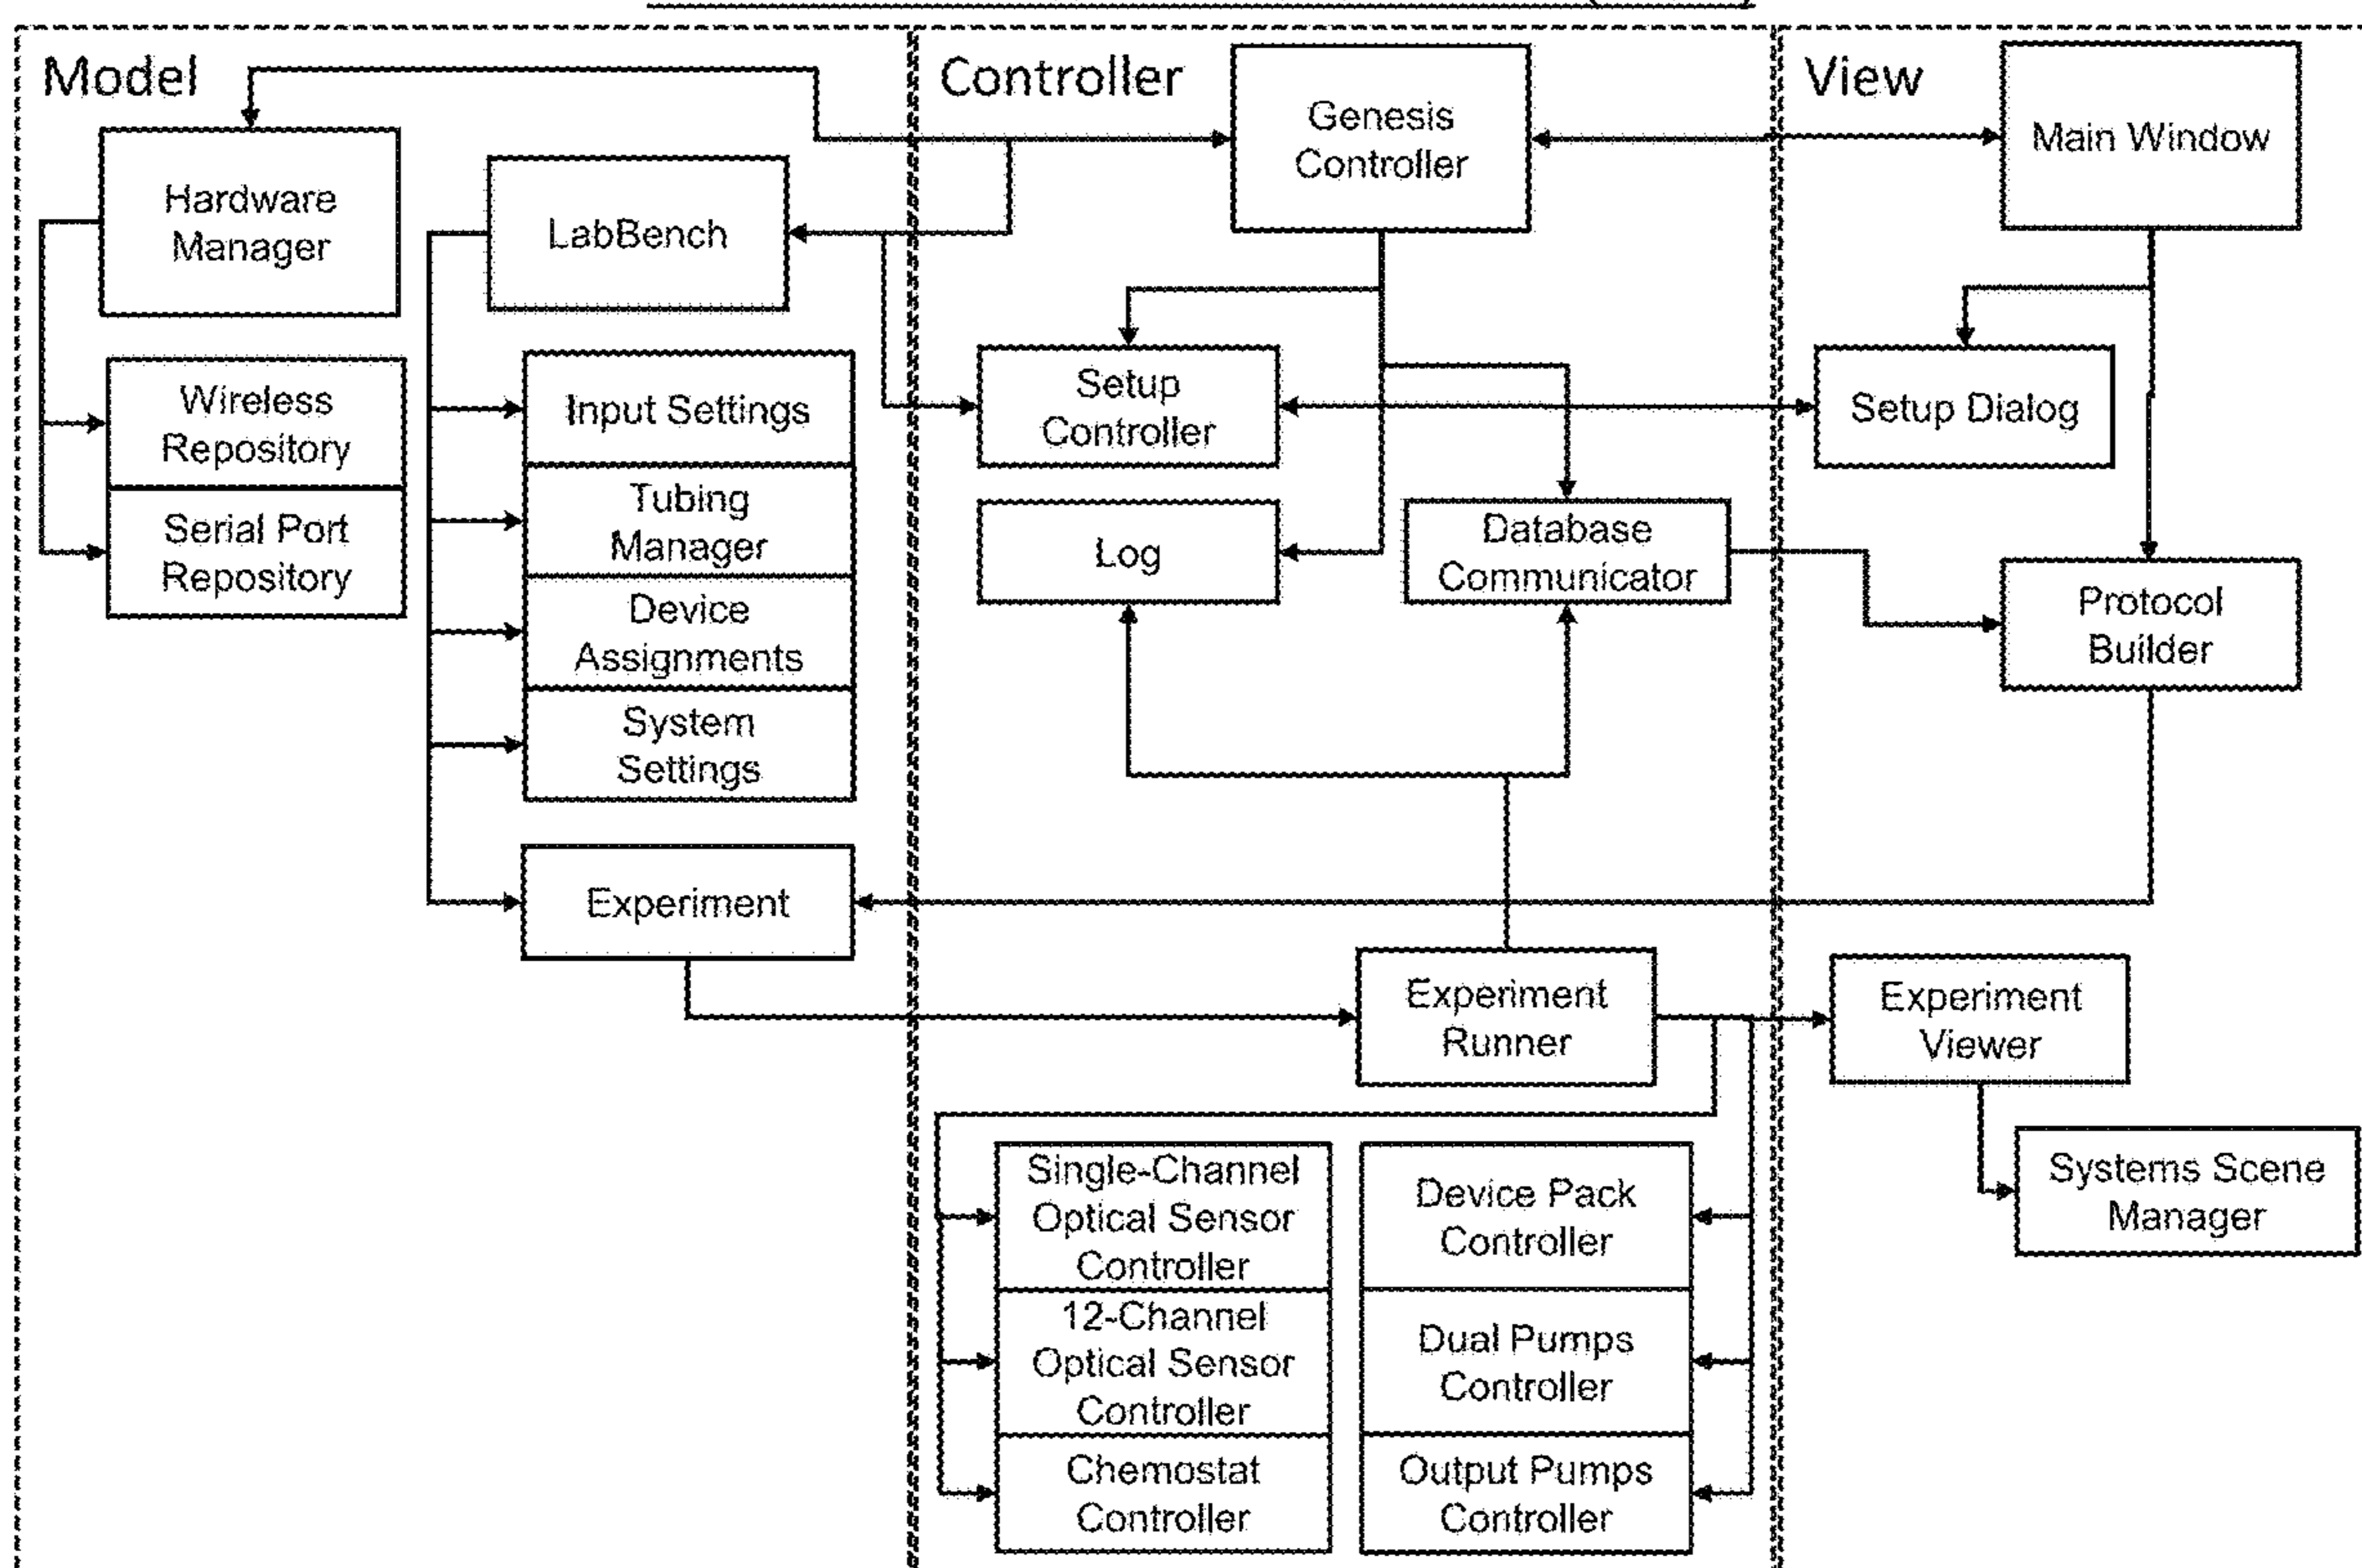 Model
Hardware
Manager
Wireless
Repository
Serial Port
Repository
LabBench
Input Settings
Tubing
Manager
Device
Assignments
System
Settings
Experiment
Controller
Genesis
Controller
Setup
Controller
Log
Database
Communicator
Experiment
Runner
Single-Channel
Optical Sensor
Controller
12-Channel
Optical Sensor
Controller
Chemostat
Controller
Device Pack
Controller
Dual Pumps
Controller
Output Pumps
Controller
View
Main Window
Setup Dialog
Protocol
Builder
Experiment
Viewer
Systems Scene
Manager